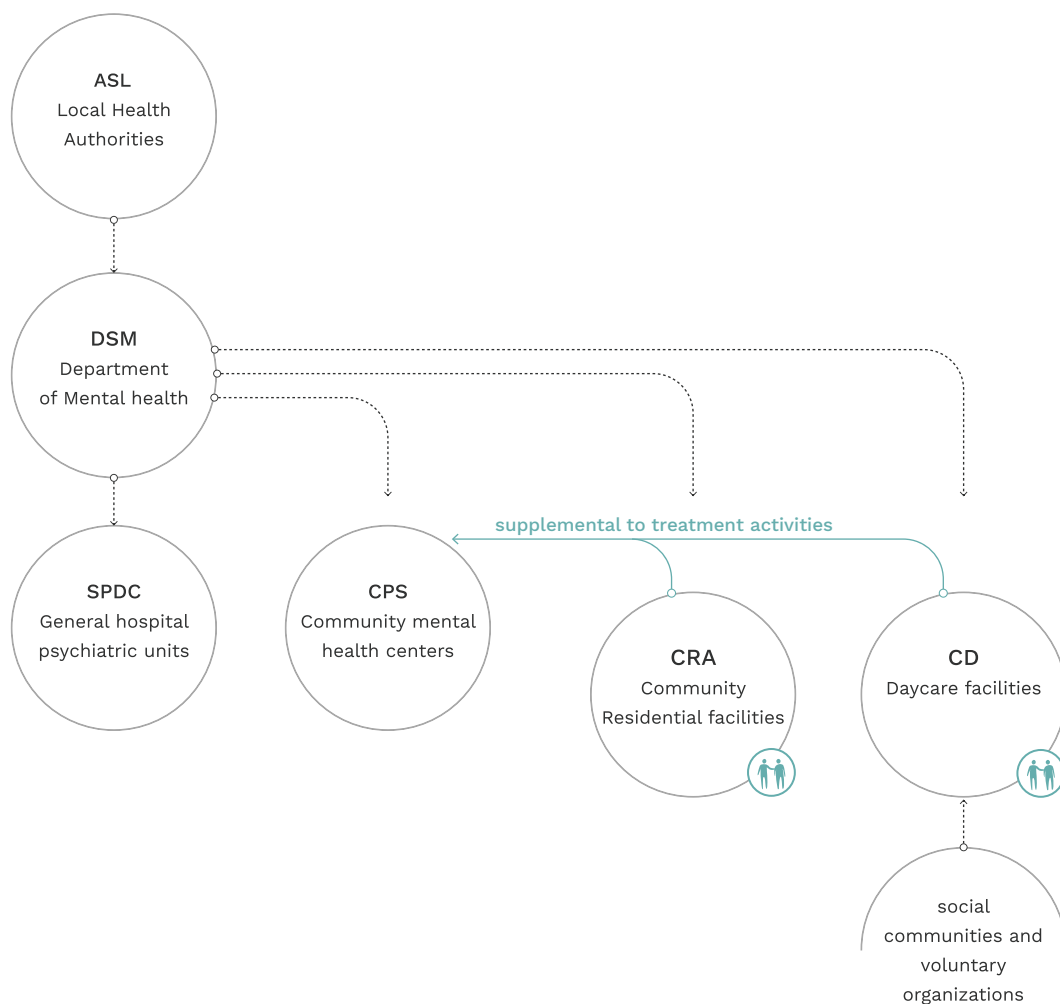 ASL
Local Health
Authorities
DSM
Department
of Mental health
supplemental to treatment activities
SPDC
General hospital
psychiatric units
CPS
Community mental
health centers
CRA
Community
Residential facilities
CD
Daycare facilities
social
communities and
voluntary
organizations